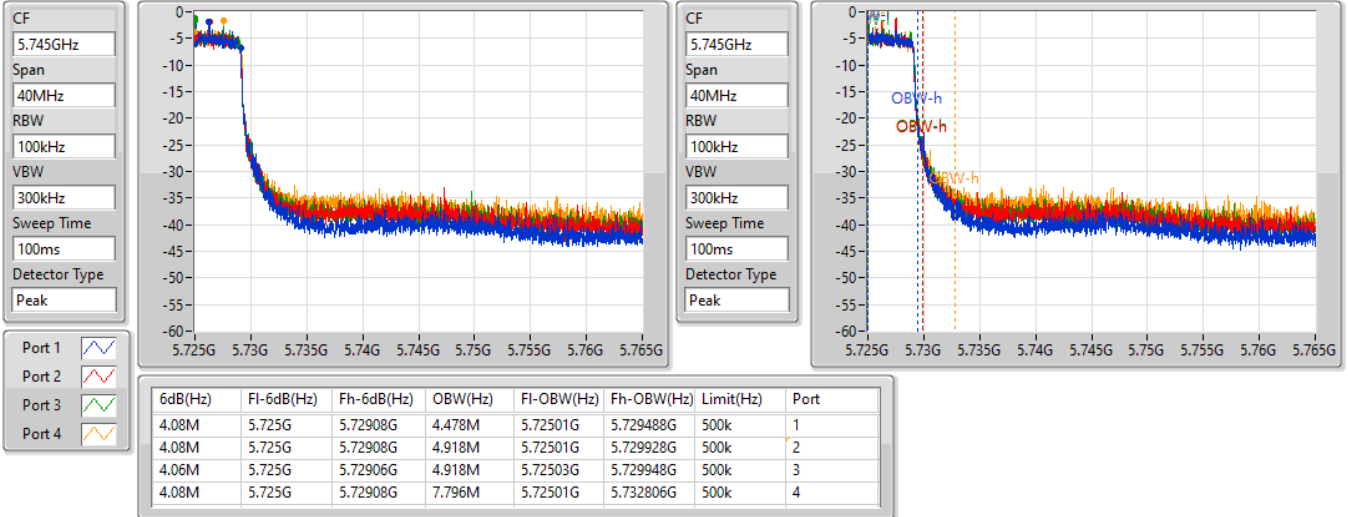 CF
5.745GHz
Span
40MHz
RBW
100kHz
VBW
300kHz
Sweep Time
100ms
Detector Type
Peak
0
-5
-10
-15
-20
-25
-30
-35
-40
-45
-50
-55
-60
5.725G 5.73G 5.735G 5.74G 5.745G 5.75G 5.755G 5.76G 5.765G
CF
5.745GHz
Span
40MHz
RBW
100kHz
VBW
300kHz
Sweep Time
100ms
Detector Type
Peak
0
-5
-10
-15
-20
-25
-30
-35
-40
-45
-50
-55
-60
OBW-h
OBW-h
OBW-h
5.725G 5.73G 5.735G 5.74G 5.745G 5.75G 5.755G 5.76G 5.765G
Port 1
Port 2
Port 3
Port 4
6dB(Hz) Fl-6dB(Hz) Fh-6dB(Hz) OBW(Hz) Fl-OBW(Hz) Fh-OBW(Hz) Limit(Hz) Port
4.08M 5.725G 5.72908G 4.478M 5.72501G 5.729488G 500k 1
4.08M 5.725G 5.72908G 4.918M 5.72501G 5.729928G 500k 2
4.06M 5.725G 5.72906G 4.918M 5.72503G 5.729948G 500k 3
4.08M 5.725G 5.72908G 7.796M 5.72501G 5.732806G 500k 4